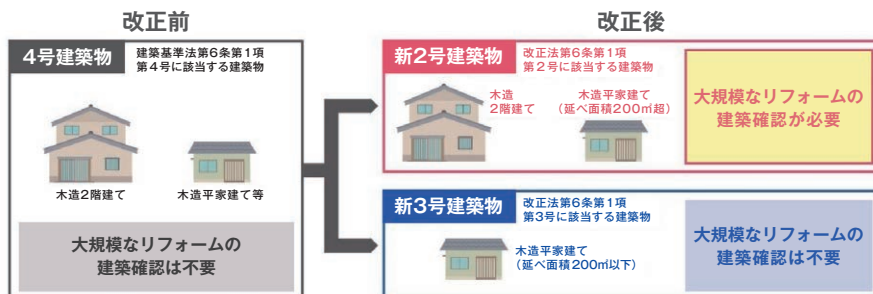 改正前
4号建築物
建築基準法第6条第1項
第4号に該当する建築物
木造2階建て
木造平家建て等
大規模なリフォームの
建築確認は不要
改正後
新2号建築物
改正法第6条第1項
第2号に該当する建築物
木造
2階建て
木造平家建て
（延べ面積200㎡超）
大規模なリフォームの
建築確認が必要
新3号建築物
改正法第6条第1項
第3号に該当する建築物
木造平家建て
（延べ面積200㎡以下）
大規模なリフォームの
建築確認は不要